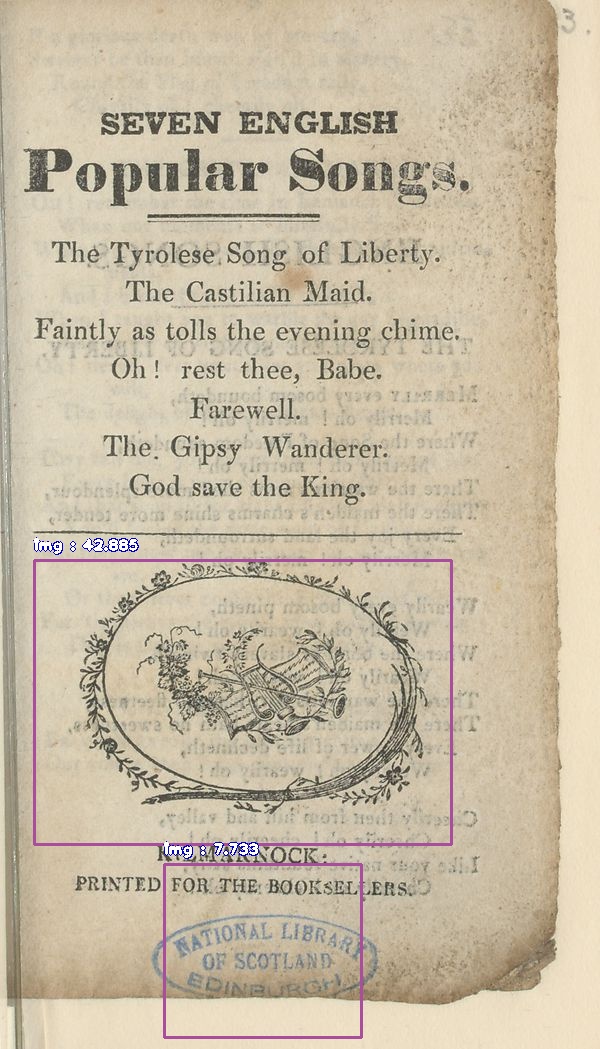 3.
SEVEN ENGLISH
Popular Songs.
The Tyrolese Song of Liberty.
The Castilian Maid.
Faintly as tolls the evening chime.
Oh! rest thee, Babe.
Farewell.
The Gipsy Wanderer.
God save the King.
img : 42.885
img : 7.733
KILMARNOCK:
PRINTED FOR THE BOOKSELLERS.
NATIONAL LIBRARY
OF SCOTLAND
EDINBURGH